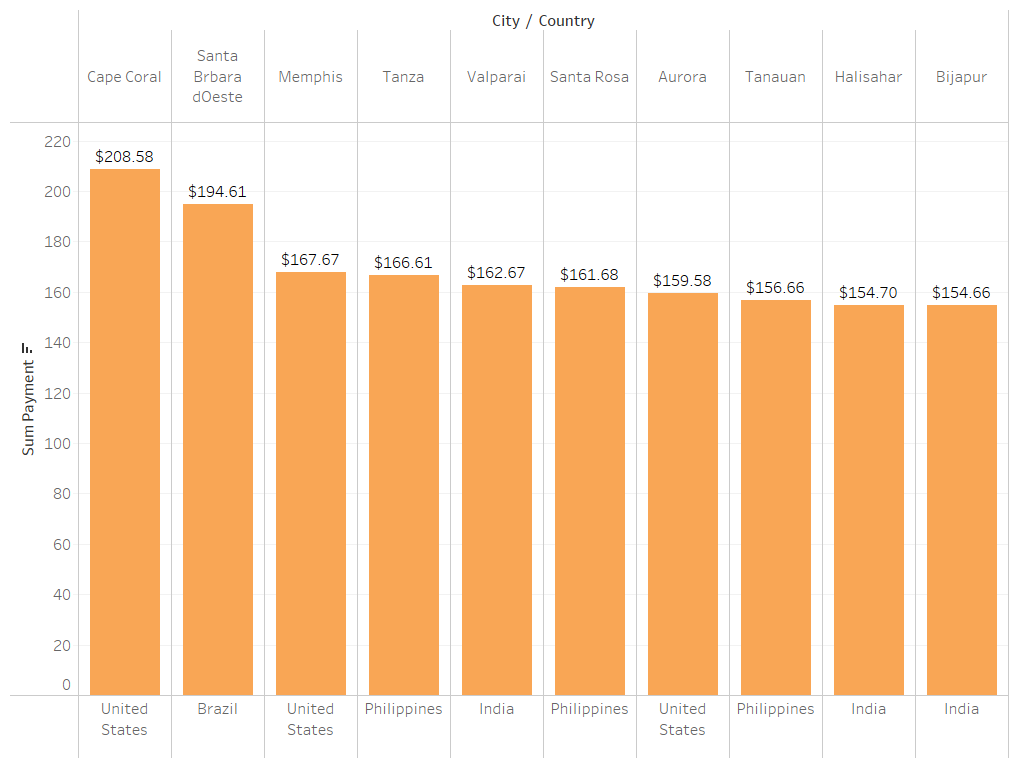 City / Country
Cape Coral
Santa
Brbara
dOeste
Memphis
Tanza
Valparai
Santa Rosa
Aurora
Tanauan
Halisahar
Bijapur
Sum Payment
220
200
180
160
140
120
100
80
60
40
20
0
$208.58
$194.61
$167.67
$166.61
$162.67
$161.68
$159.58
$156.66
$154.70
$154.66
United
States
Brazil
United
States
Philippines
India
Philippines
United
States
Philippines
India
India